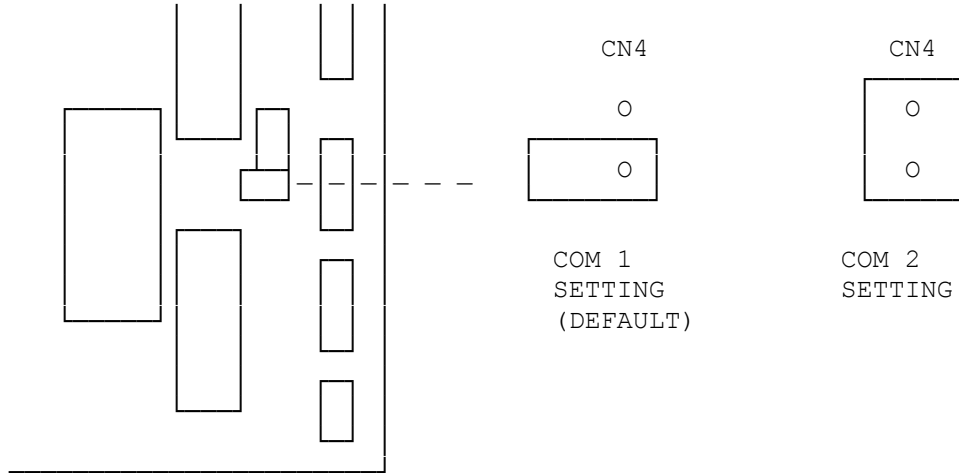 CN4
CN4
O
O
O
O
COM 1
SETTING
(DEFAULT)
COM 2
SETTING